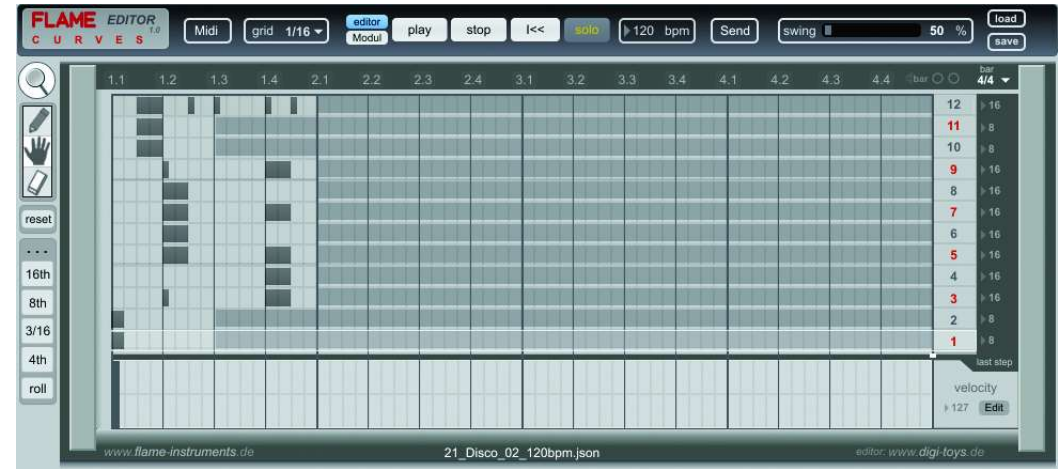 FLAME EDITOR 1.0
CURVES
Midi
grid 1/16
editor
Modul
play
stop
I<<
solo
120 bpm
Send
swing
50 %
load
save
1.1 1.2 1.3 1.4 2.1 2.2 2.3 2.4 3.1 3.2 3.3 3.4 4.1 4.2 4.3 4.4
bar
bar
4/4
12 16
11 8
10 8
9 16
8 16
7 16
6 16
5 16
4 16
3 16
2 8
1 8
last step
reset
...
16th
8th
3/16
4th
roll
velocity
127 Edit
www.flame-instruments.de
21_Disco_02_120bpm.json
editor: www.digi-toys.de